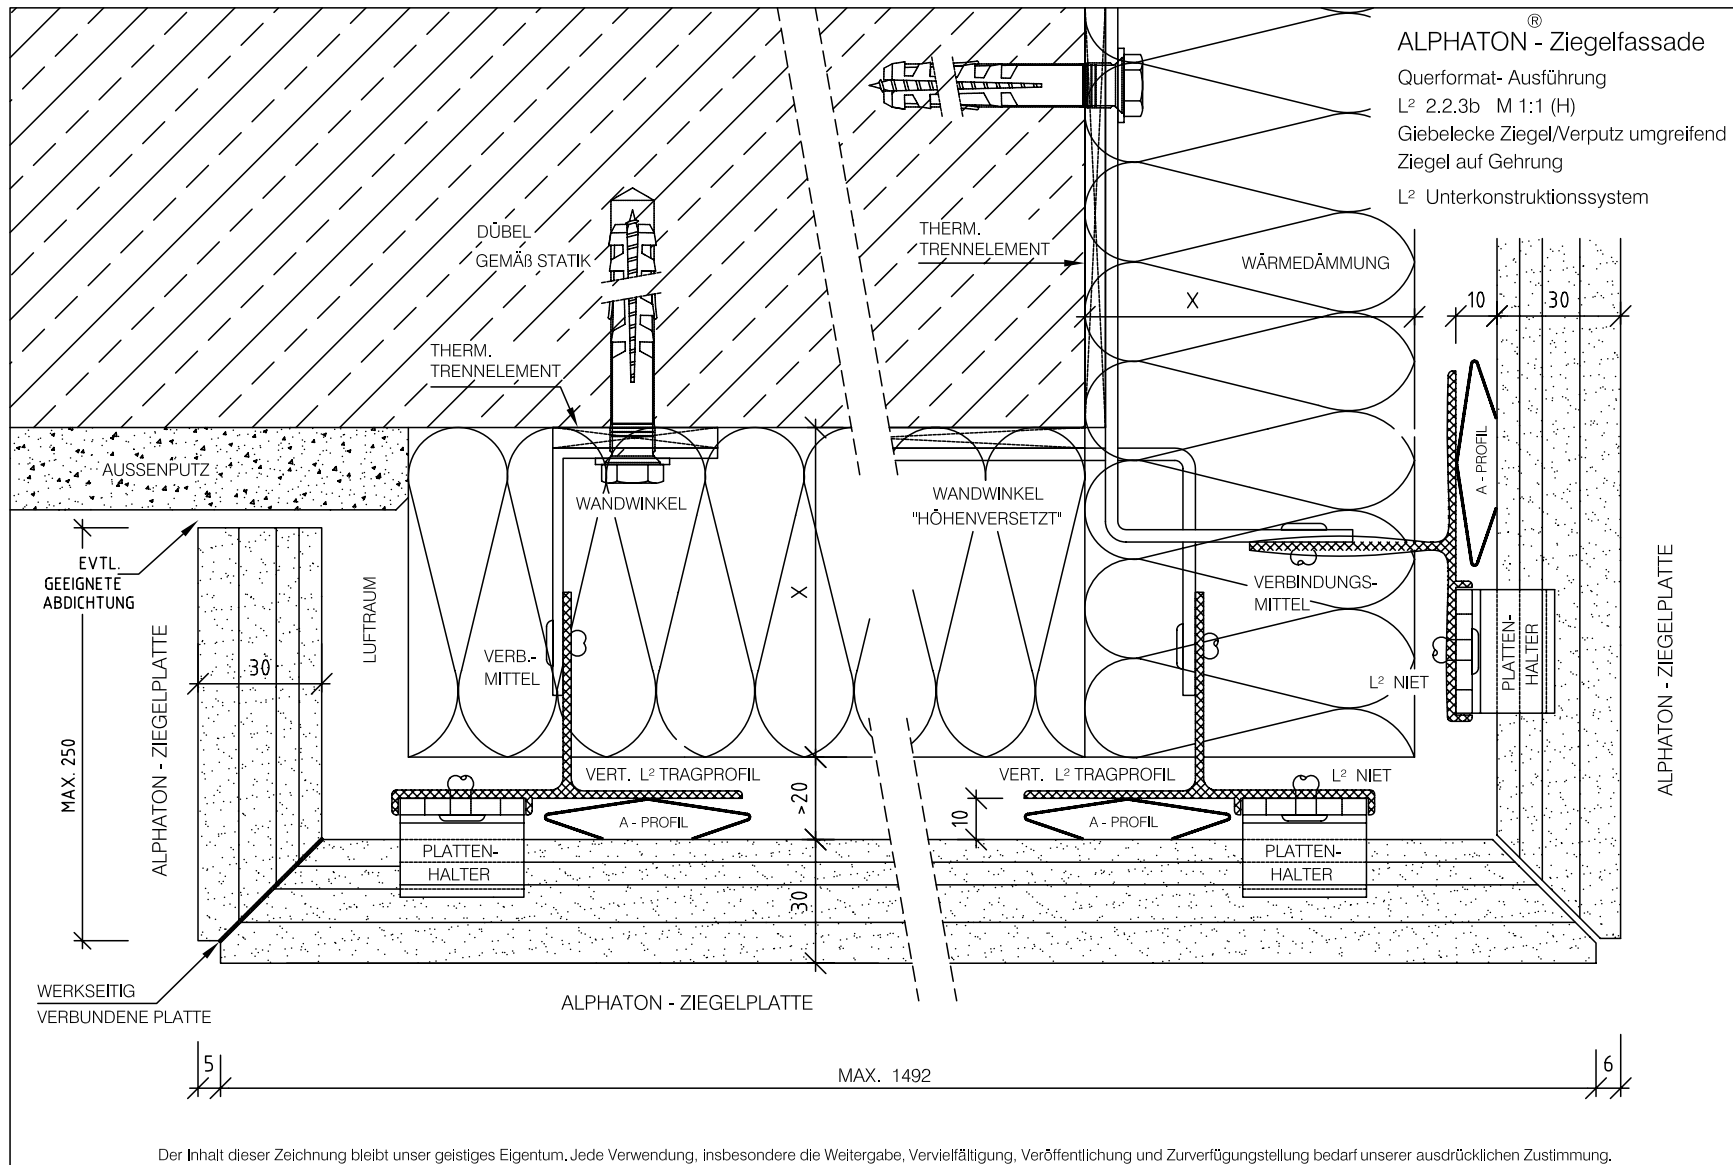 ®
ALPHATON - Ziegelfassade
Querformat- Ausführung
L² 2.2.3b M 1:1 (H)
Giebelecke Ziegel/Verputz umgreifend
Ziegel auf Gehrung
L² Unterkonstruktionssystem
DÜBEL
GEMÄß STATIK
THERM.
TRENNELEMENT
WÄRMEDÄMMUNG
X
10
30
THERM.
TRENNELEMENT
AUSSENPUTZ
A - PROFIL
WANDWINKEL
WANDWINKEL
"HÖHENVERSETZT"
EVTL.
GEEIGNETE
ABDICHTUNG
LUFTRAUM
X
VERBINDUNGS-
MITTEL
ALPHATON - ZIEGELPLATTE
30
VERB.-
MITTEL
L² NIET
PLATTEN-
HALTER
ALPHATON - ZIEGELPLATTE
MAX. 250
VERT. L² TRAGPROFIL
>20
VERT. L² TRAGPROFIL
L² NIET
A - PROFIL
10
A - PROFIL
PLATTEN-
HALTER
PLATTEN-
HALTER
30
WERKSEITIG
VERBUNDENE PLATTE
ALPHATON - ZIEGELPLATTE
5
MAX. 1492
6
Der Inhalt dieser Zeichnung bleibt unser geistiges Eigentum. Jede Verwendung, insbesondere die Weitergabe, Vervielfältigung, Veröffentlichung und Zurverfügungstellung bedarf unserer ausdrücklichen Zustimmung.